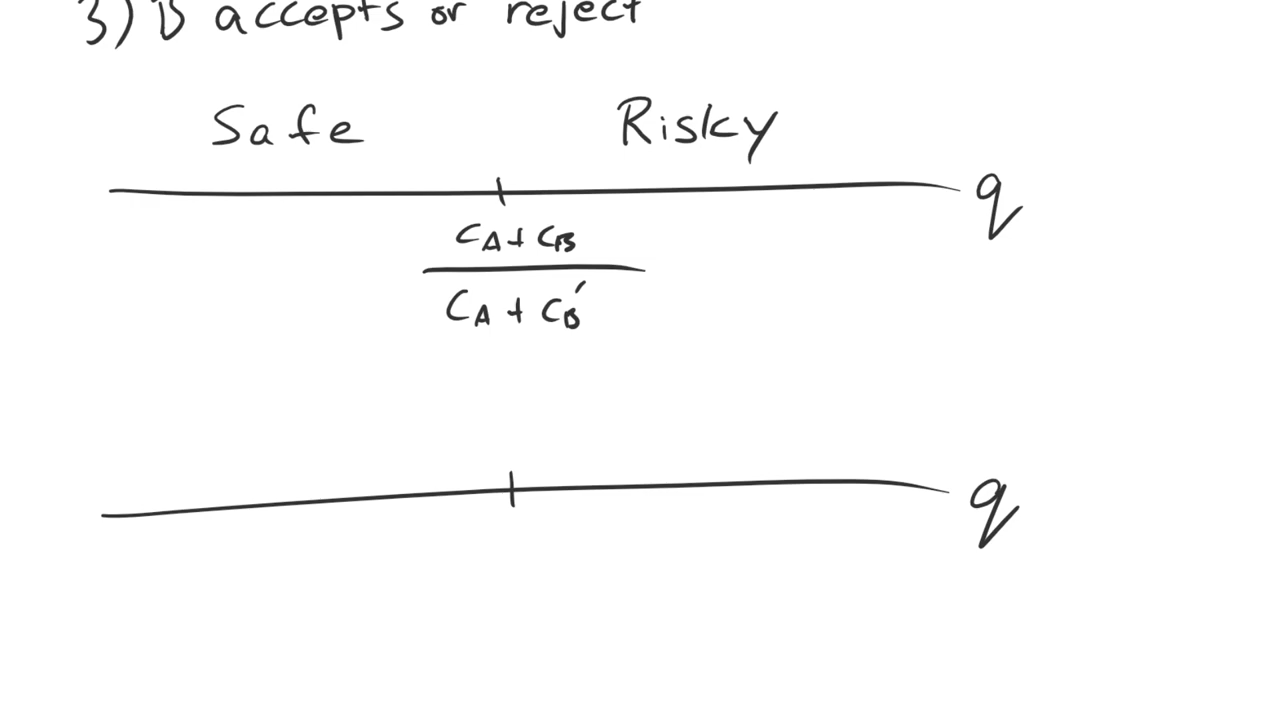 3) B accepts or reject
Safe Risky
q
CA + CB
CA + CB'
q